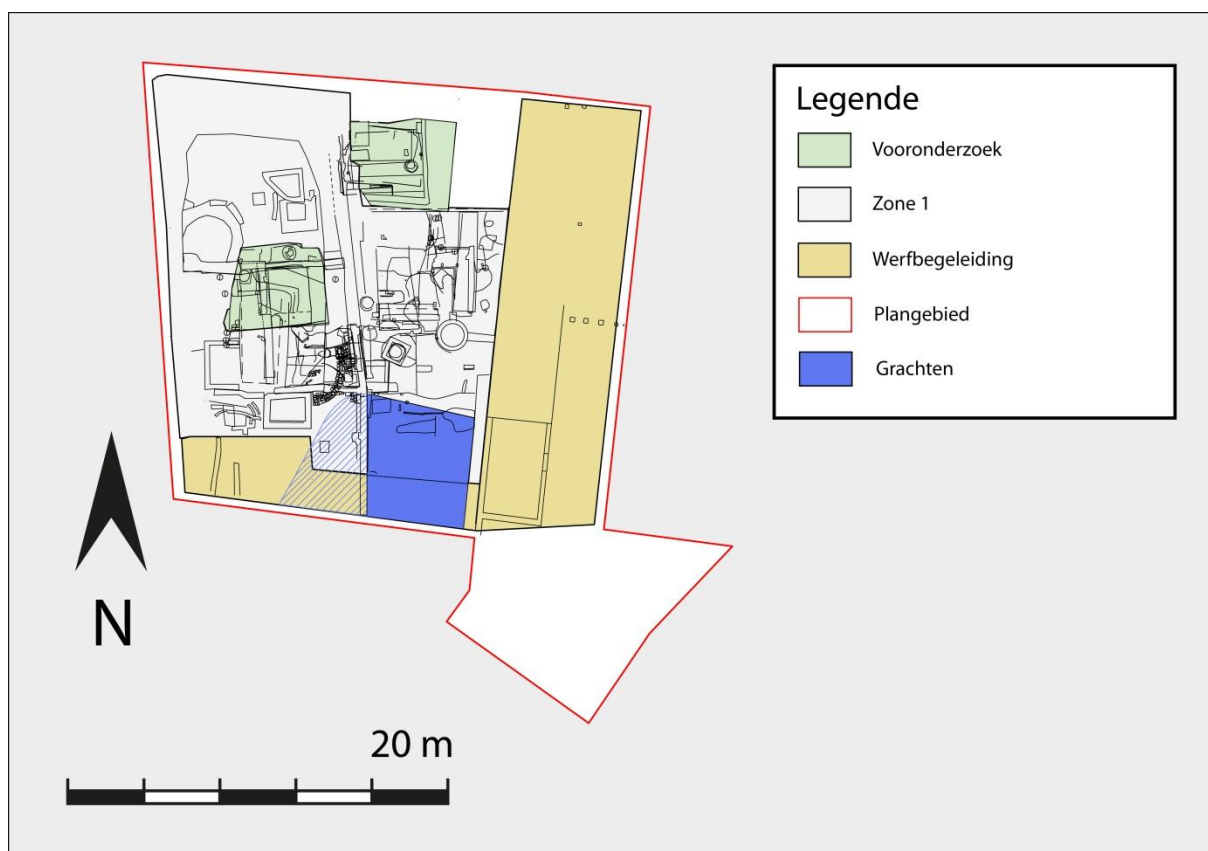 Legende
Vooronderzoek
Zone 1
Werfbegeleiding
Plangebied
Grachten
N
20 m